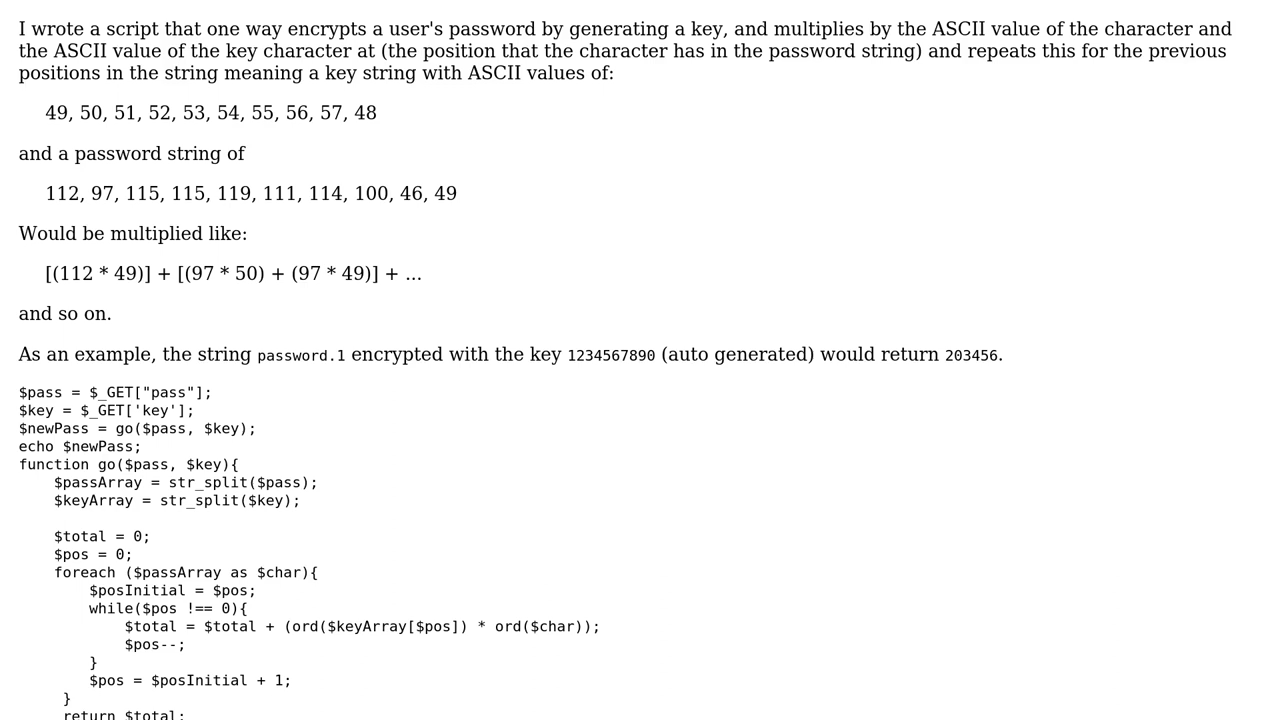 I wrote a script that one way encrypts a user's password by generating a key, and multiplies by the ASCII value of the character and
the ASCII value of the key character at (the position that the character has in the password string) and repeats this for the previous
positions in the string meaning a key string with ASCII values of:
49, 50, 51, 52, 53, 54, 55, 56, 57, 48
and a password string of
112, 97, 115, 115, 119, 111, 114, 100, 46, 49
Would be multiplied like:
[(112 * 49)] + [(97 * 50) + (97 * 49)] + ...
and so on.
As an example, the string password.1 encrypted with the key 1234567890 (auto generated) would return 203456.
$pass = $_GET["pass"];
$key = $_GET['key'];
$newPass = go($pass, $key);
echo $newPass;
function go($pass, $key){
    $passArray = str_split($pass);
    $keyArray = str_split($key);
    $total = 0;
    $pos = 0;
    foreach ($passArray as $char){
        $posInitial = $pos;
        while($pos !== 0){
            $total = $total + (ord($keyArray[$pos]) * ord($char));
            $pos--;
        }
        $pos = $posInitial + 1;
     }
     return $total;